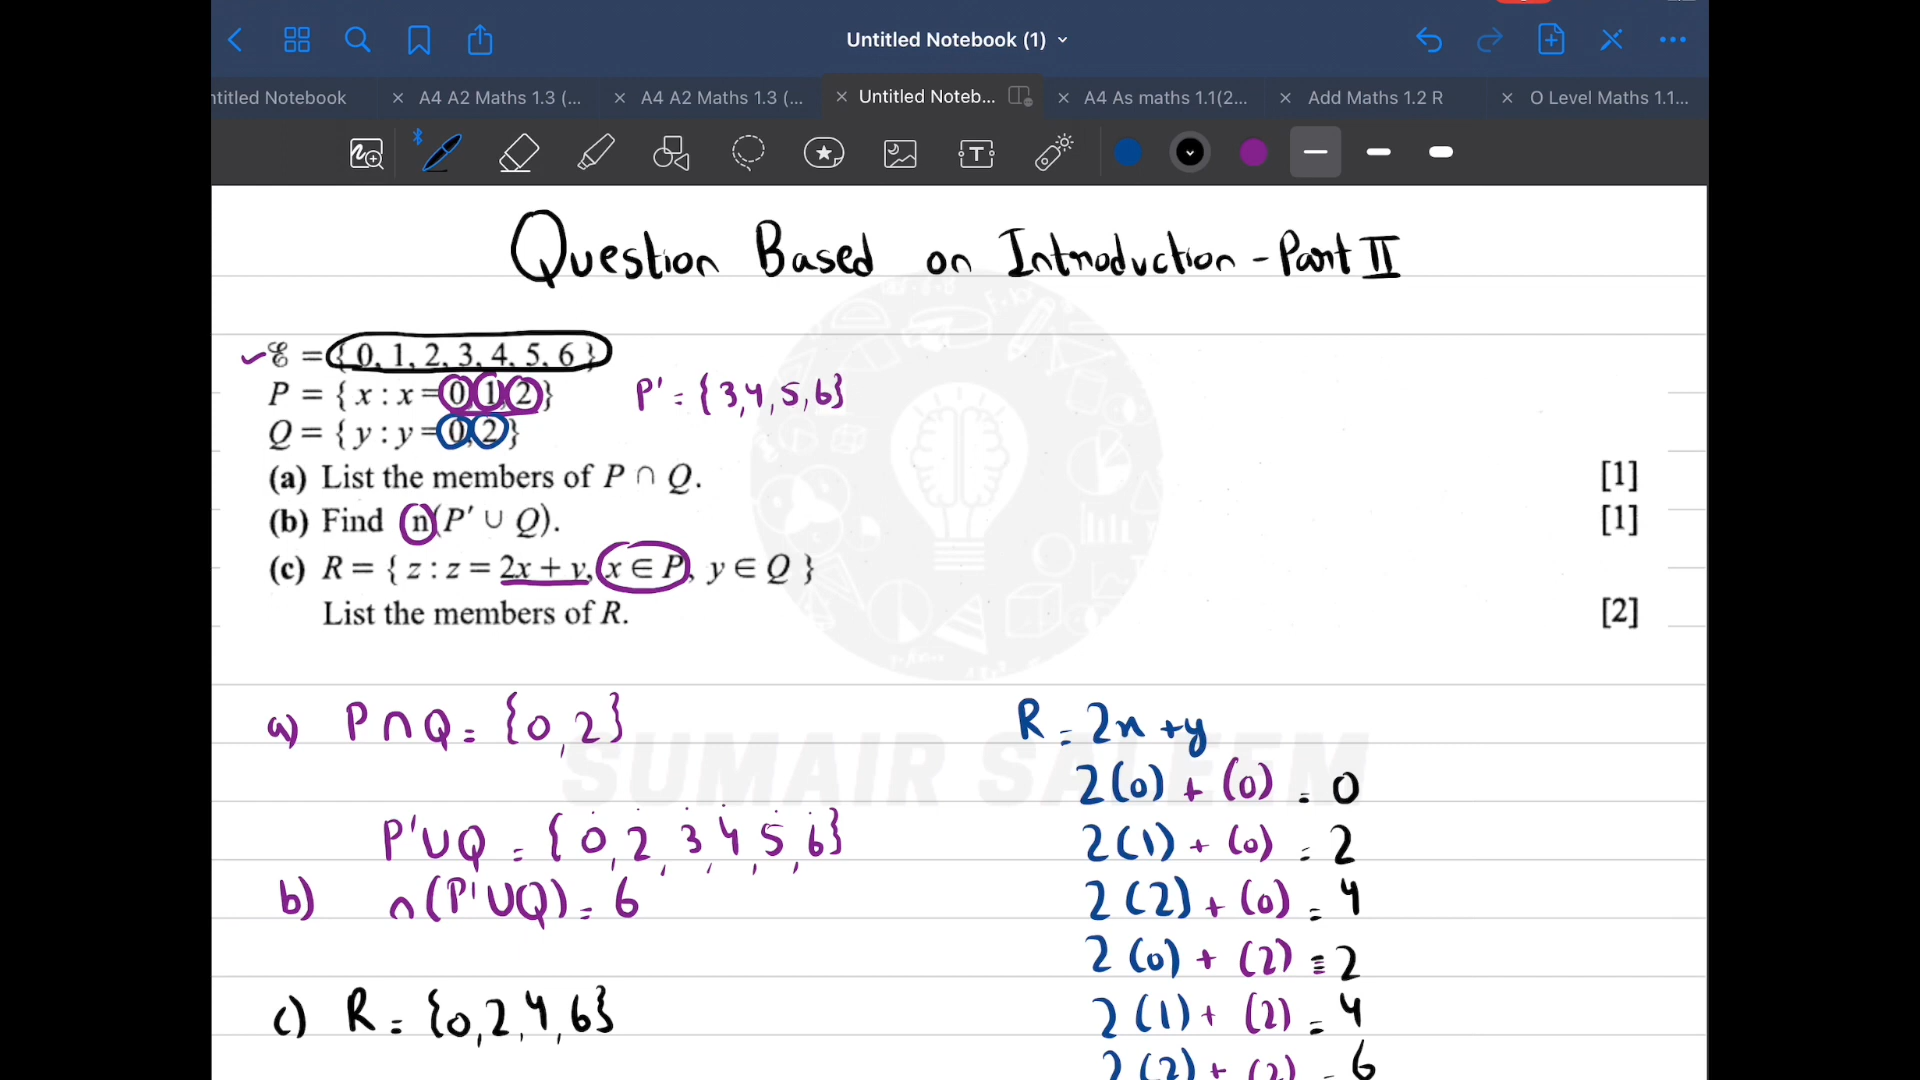 Untitled Notebook (1)
ntitled Notebook
A4 A2 Maths 1.3 (...
A4 A2 Maths 1.3 (...
Untitled Noteb...
A4 As maths 1.1(2...
Add Maths 1.2 R
O Level Maths 1.1...
Question Based on Introduction - Part II
ℰ = { 0, 1, 2, 3, 4, 5, 6 }
P = { x : x = 0, 1, 2 } P' = {3,4,5,6}
Q = { y : y = 0, 2 }
(a) List the members of P ∩ Q. [1]
(b) Find n(P' ∪ Q). [1]
(c) R = { z : z = 2x + y, x ∈ P, y ∈ Q }
List the members of R. [2]
a) P∩Q = {0,2}
P'∪Q = {0,2,3,4,5,6}
b) n(P'∪Q) = 6
c) R = {0,2,4,6}
R = 2x + y
2(0) + (0) = 0
2(1) + (0) = 2
2(2) + (0) = 4
2(0) + (2) = 2
2(1) + (2) = 4
2(2) + (2) = 6
SUMAIR SALEEM